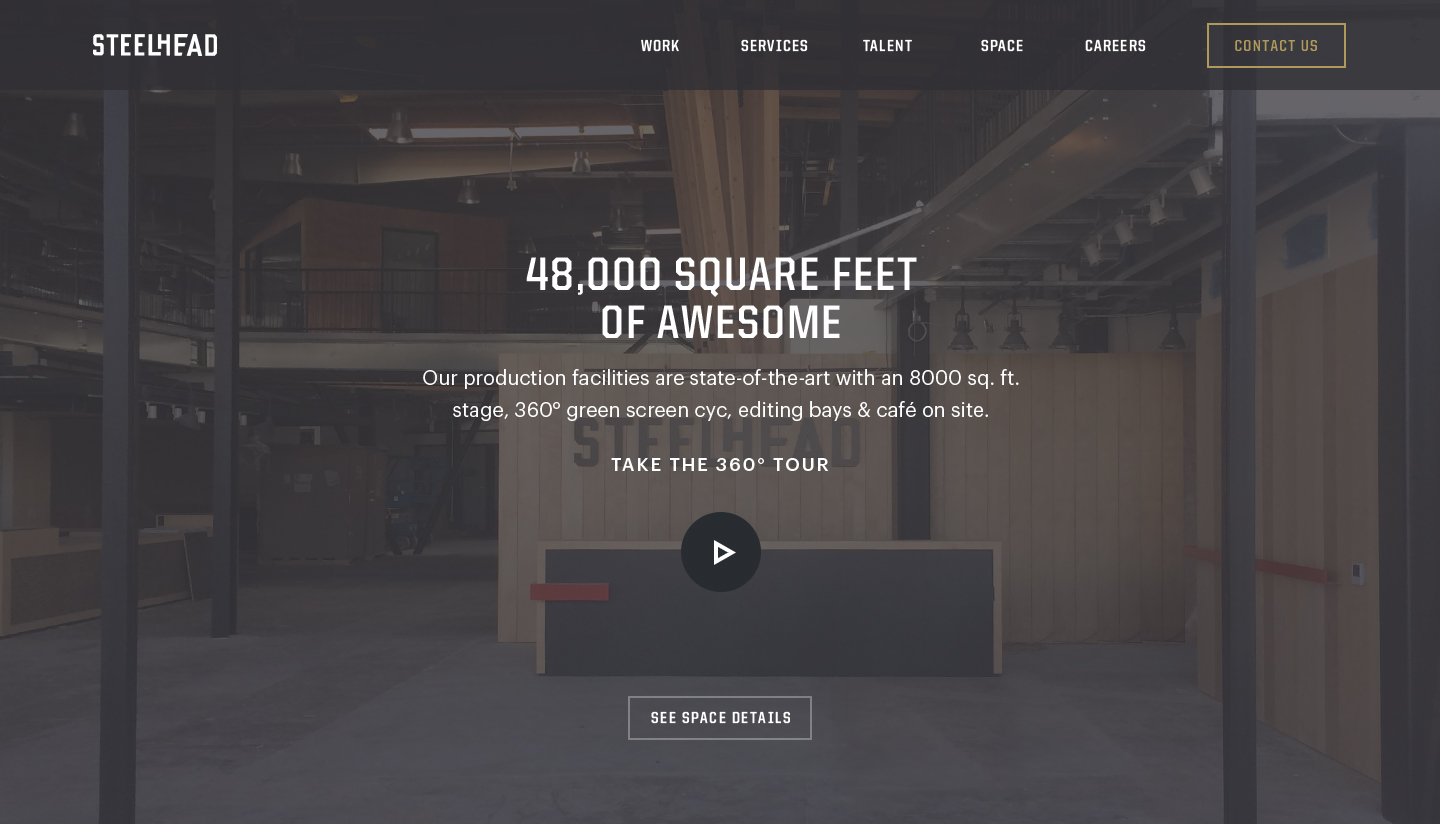 STEELHEAD
WORK
SERVICES
TALENT
SPACE
CAREERS
CONTACT US
48,000 SQUARE FEET
OF AWESOME
Our production facilities are state-of-the-art with an 8000 sq. ft.
stage, 360º green screen cyc, editing bays & café on site.
STEELHEAD
TAKE THE 360° TOUR
SEE SPACE DETAILS